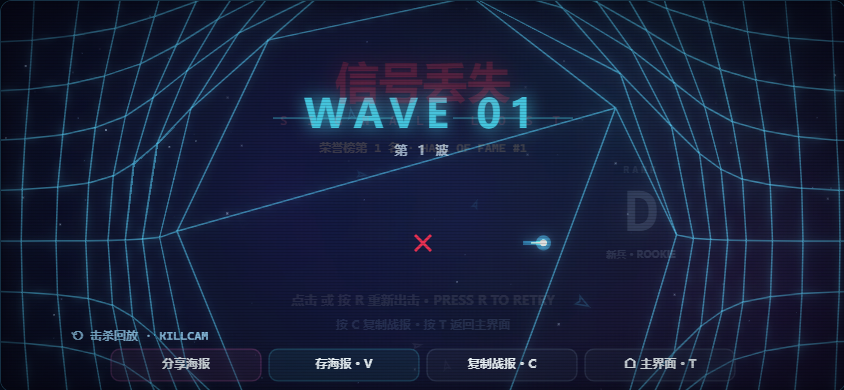 信号丢失
WAVE 01
荣誉榜第 1 名 · HALL OF FAME #1
第 1 波
RANK
D
新兵 • ROOKIE
点击 或 按 R 重新出击 • PRESS R TO RETRY
按 C 复制战报 • 按 T 返回主界面
击杀回放 · KILLCAM
分享海报
存海报 • V
复制战报 • C
主界面 • T